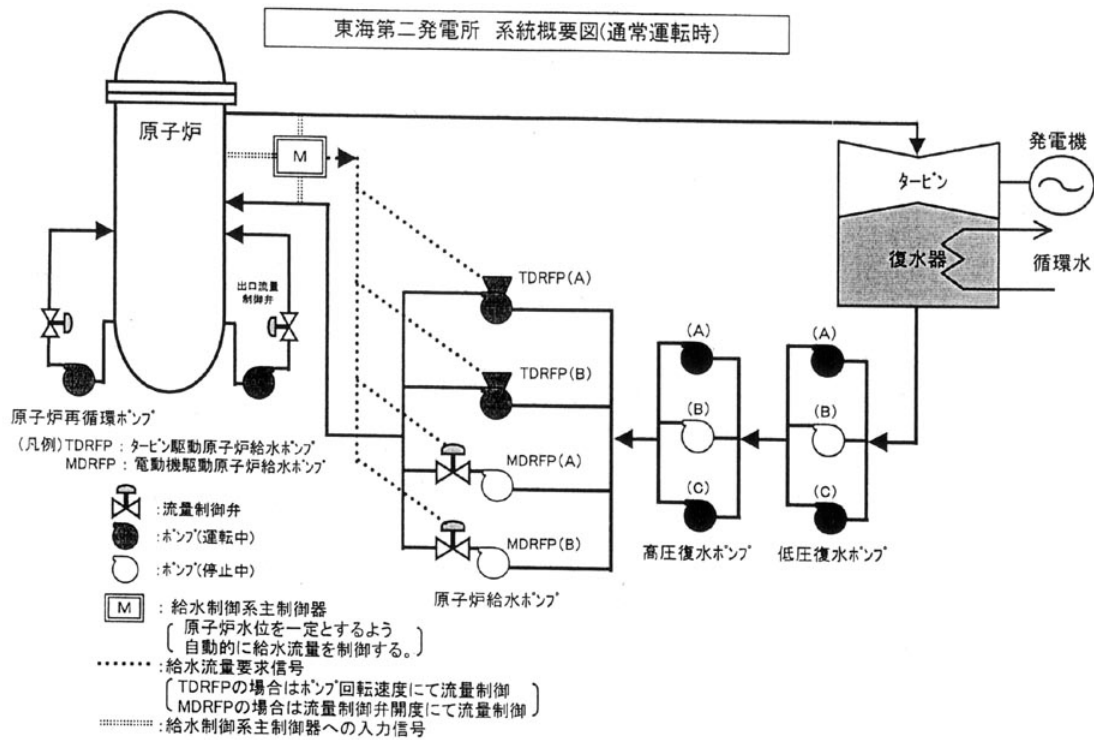 東海第二発電所 系統概要図(通常運転時)
原子炉
M
発電機
タービン
復水器
循環水
出口流量
制御弁
TDRFP(A)
TDRFP(B)
MDRFP(A)
MDRFP(B)
(A)
(B)
(C)
(A)
(B)
(C)
高圧復水ポンプ
低圧復水ポンプ
原子炉給水ポンプ
原子炉再循環ポンプ
(凡例)TDRFP : タービン駆動原子炉給水ポンプ
MDRFP : 電動機駆動原子炉給水ポンプ
:流量制御弁
:ポンプ(運転中)
:ポンプ(停止中)
M : 給水制御系主制御器
原子炉水位を一定とするよう
自動的に給水流量を制御する。
:給水流量要求信号
TDRFPの場合はポンプ回転速度にて流量制御
MDRFPの場合は流量制御弁開度にて流量制御
:給水制御系主制御器への入力信号